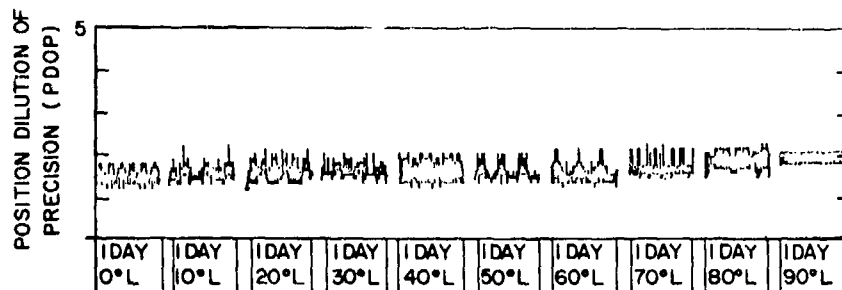 POSITION DILUTION OF
PRECISION (PDOP)
5
1 DAY 1 DAY 1 DAY 1 DAY 1 DAY 1 DAY 1 DAY 1 DAY 1 DAY 1 DAY
0°L 10°L 20°L 30°L 40°L 50°L 60°L 70°L 80°L 90°L